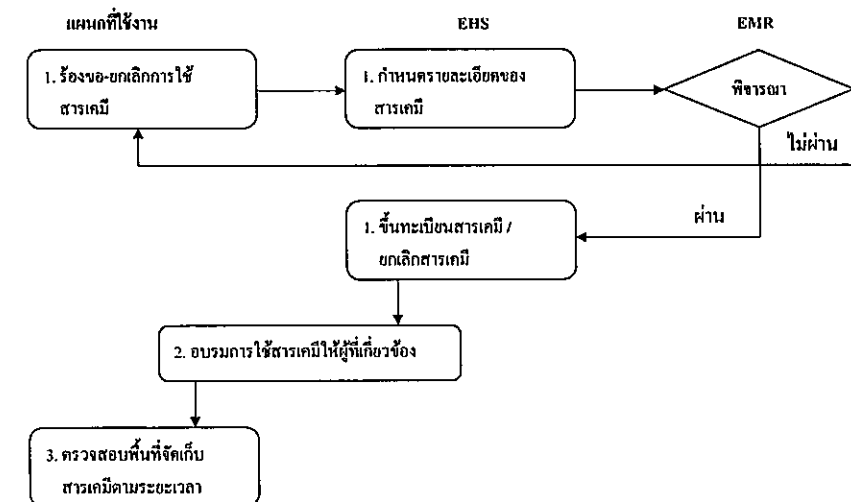 แผนกที่ใช้งาน
EHS
EMR
1. ร้องขอ-ยกเลิกการใช้
สารเคมี
1. กำหนดรายละเอียดของ
สารเคมี
พิจารณา
ไม่ผ่าน
ผ่าน
1. ขึ้นทะเบียนสารเคมี /
ยกเลิกสารเคมี
2. อบรมการใช้สารเคมีให้ผู้ที่เกี่ยวข้อง
3. ตรวจสอบพื้นที่จัดเก็บ
สารเคมีตามระยะเวลา